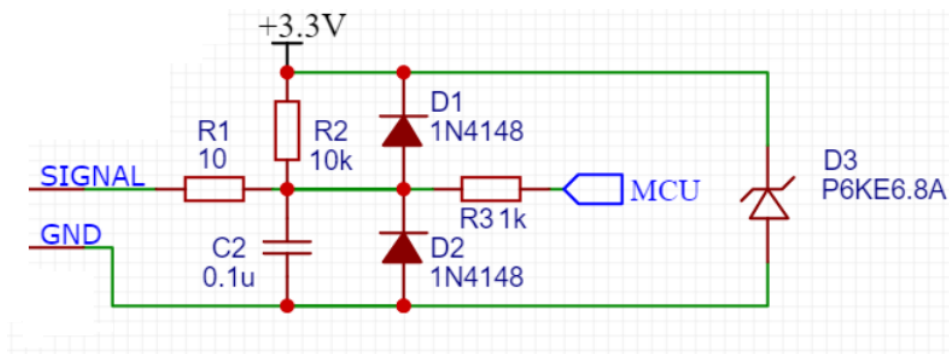 +3.3V
D1
1N4148
R1
10
R2
10k
D3
P6KE6.8A
SIGNAL
MCU
R3 1k
GND
C2
0.1u
D2
1N4148